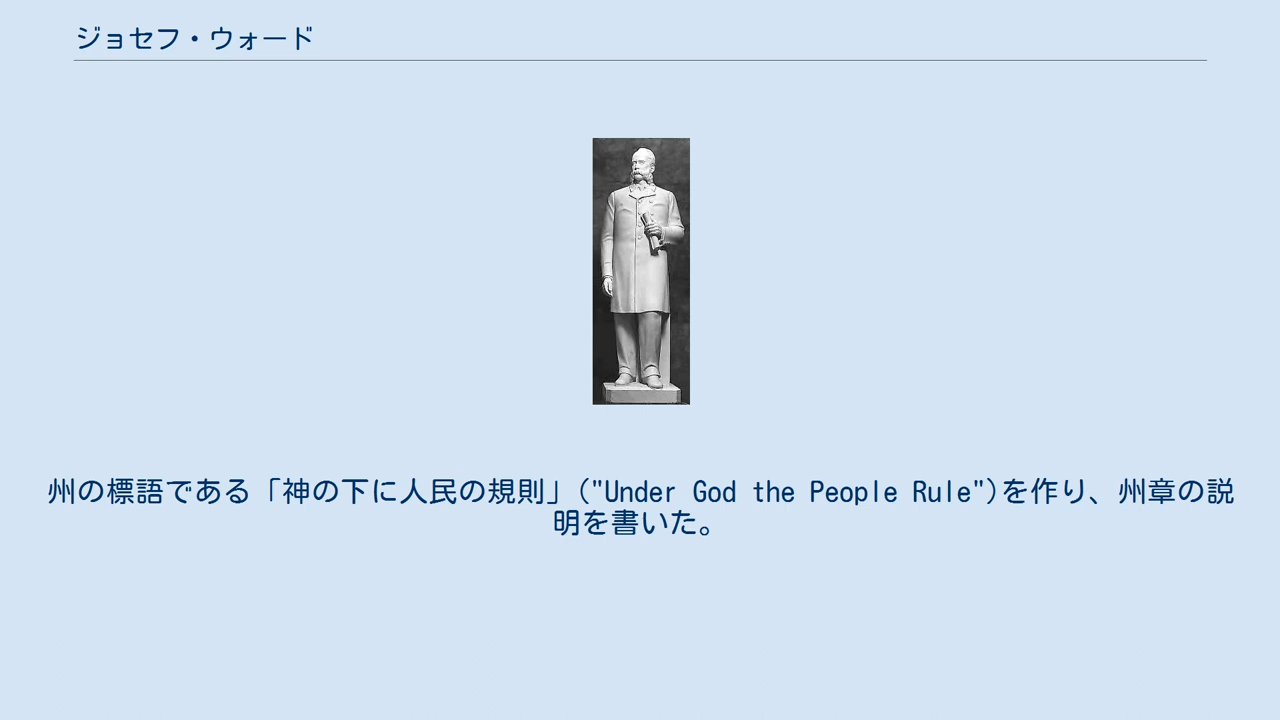 ジョセフ・ウォード
州の標語である「神の下に人民の規則」("Under God the People Rule")を作り、州章の説
明を書いた。